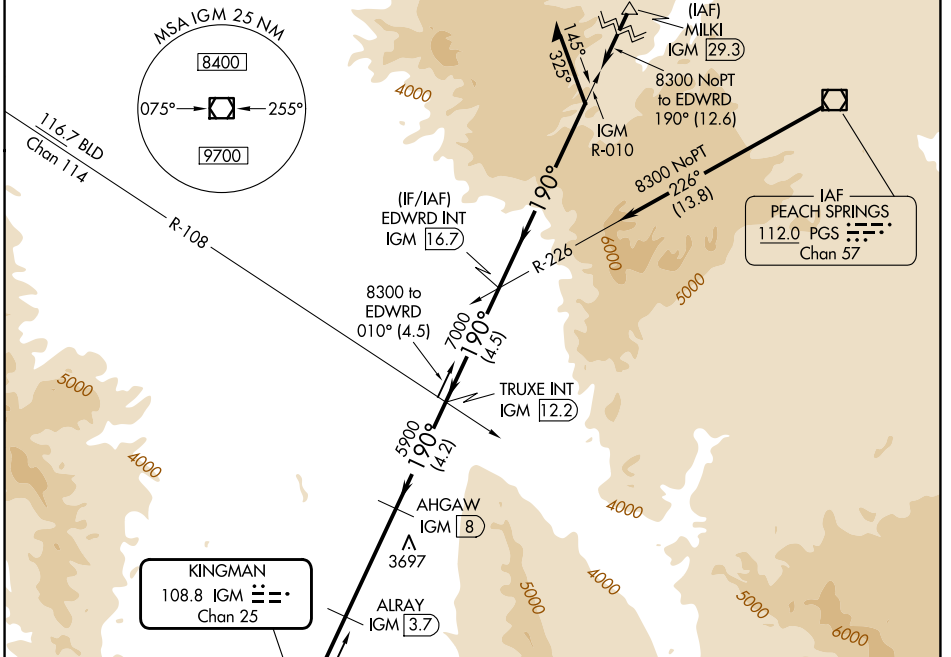 MSA IGM 25 NM
8400
075°
255°
9700
4000
145°
325°
(IAF)
MILKI
IGM 29.3
8300 NoPT
to EDWRD
190° (12.6)
IGM
R-010
116.7 BLD
Chan 114
R-108
190°
8300 NoPT
226°
(13.8)
IAF
PEACH SPRINGS
112.0 PGS
Chan 57
(IF/IAF)
EDWRD INT
IGM 16.7
R-226
6000
5000
8300 to
EDWRD
010° (4.5)
7000
190°
(4.5)
TRUXE INT
IGM 12.2
5000
4000
5900
190°
(4.2)
AHGAW
IGM 8
3697
4000
KINGMAN
108.8 IGM
Chan 25
ALRAY
IGM 3.7
5000
4000
5000
6000